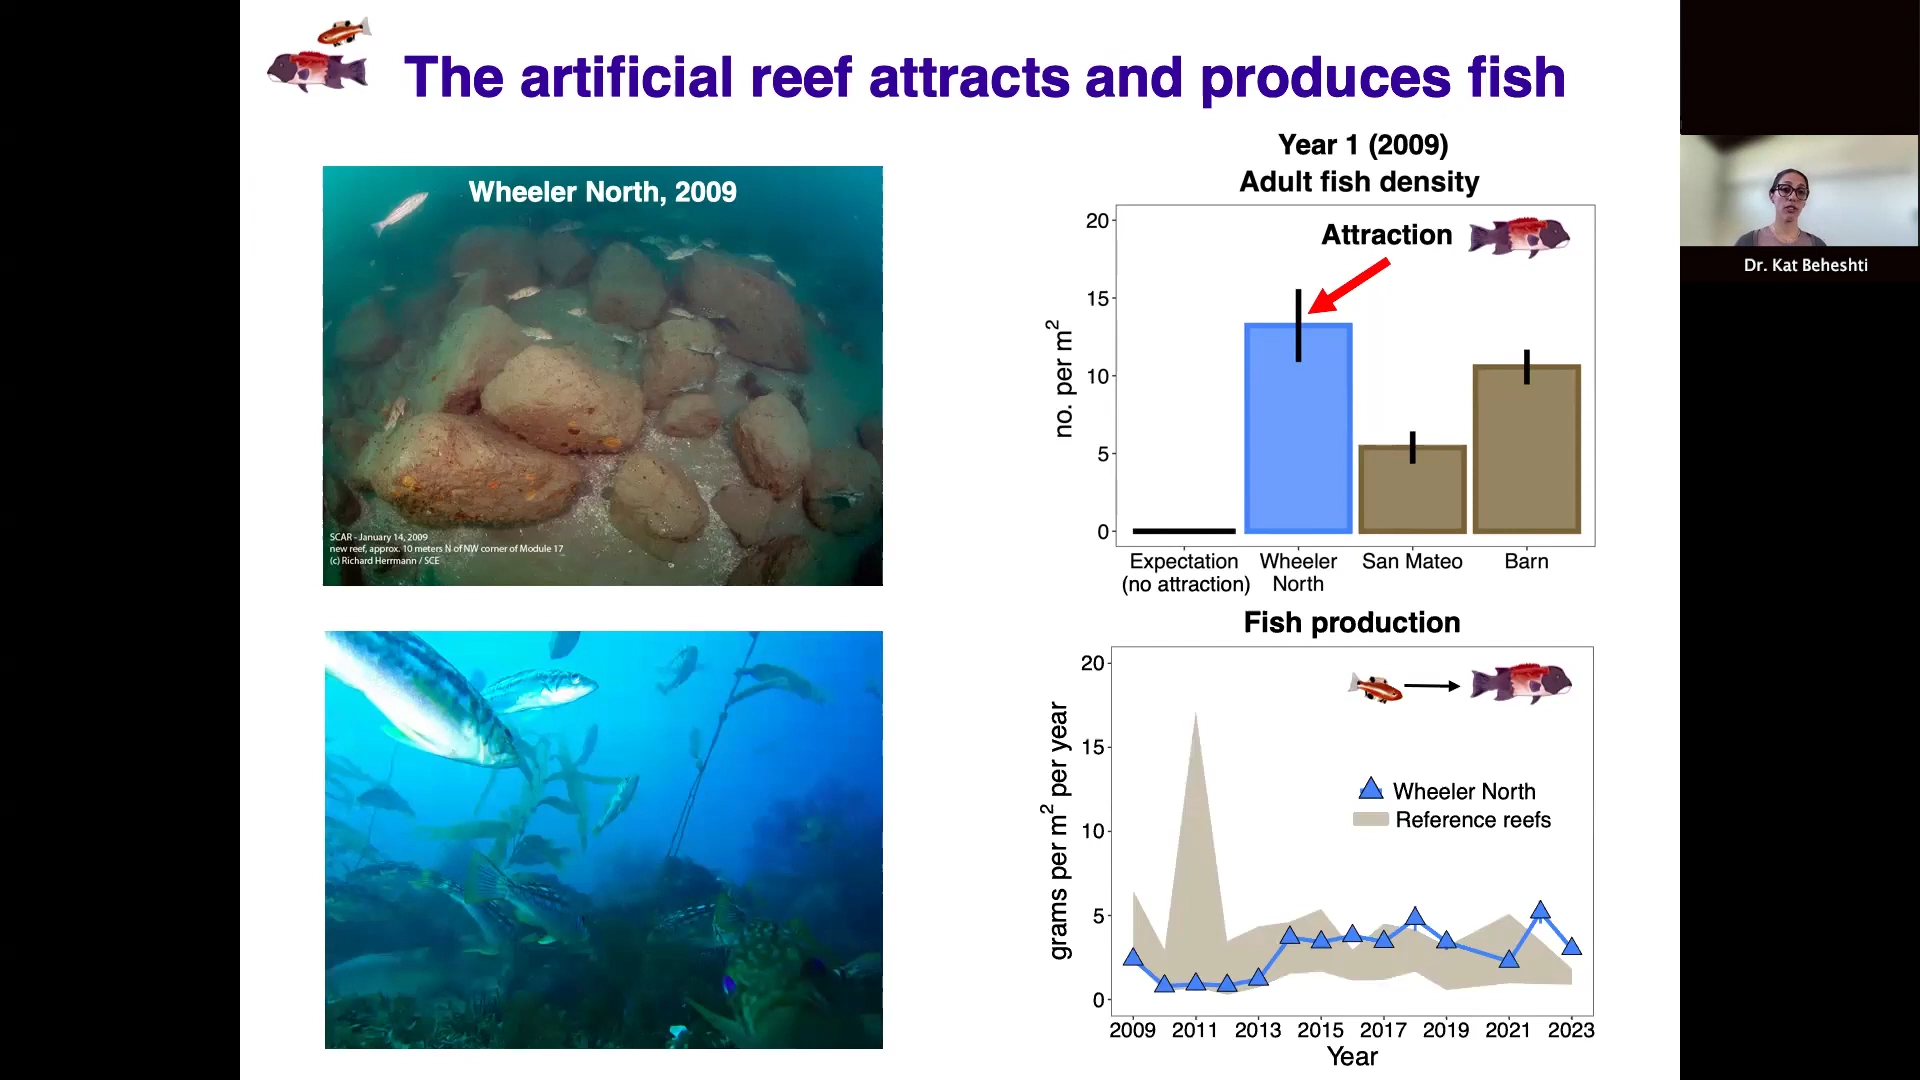 The artificial reef attracts and produces fish
Wheeler North, 2009
SCAR - January 14, 2009
new reef, approx. 10 meters N of NW corner of Module 17
(c) Richard Herrmann / SCE
Year 1 (2009)
Adult fish density
Attraction
no. per m²
20
15
10
5
0
Expectation
(no attraction)
Wheeler
North
San Mateo
Barn
Fish production
grams per m² per year
20
15
10
5
0
Wheeler North
Reference reefs
2009 2011 2013 2015 2017 2019 2021 2023
Year
Dr. Kat Beheshti